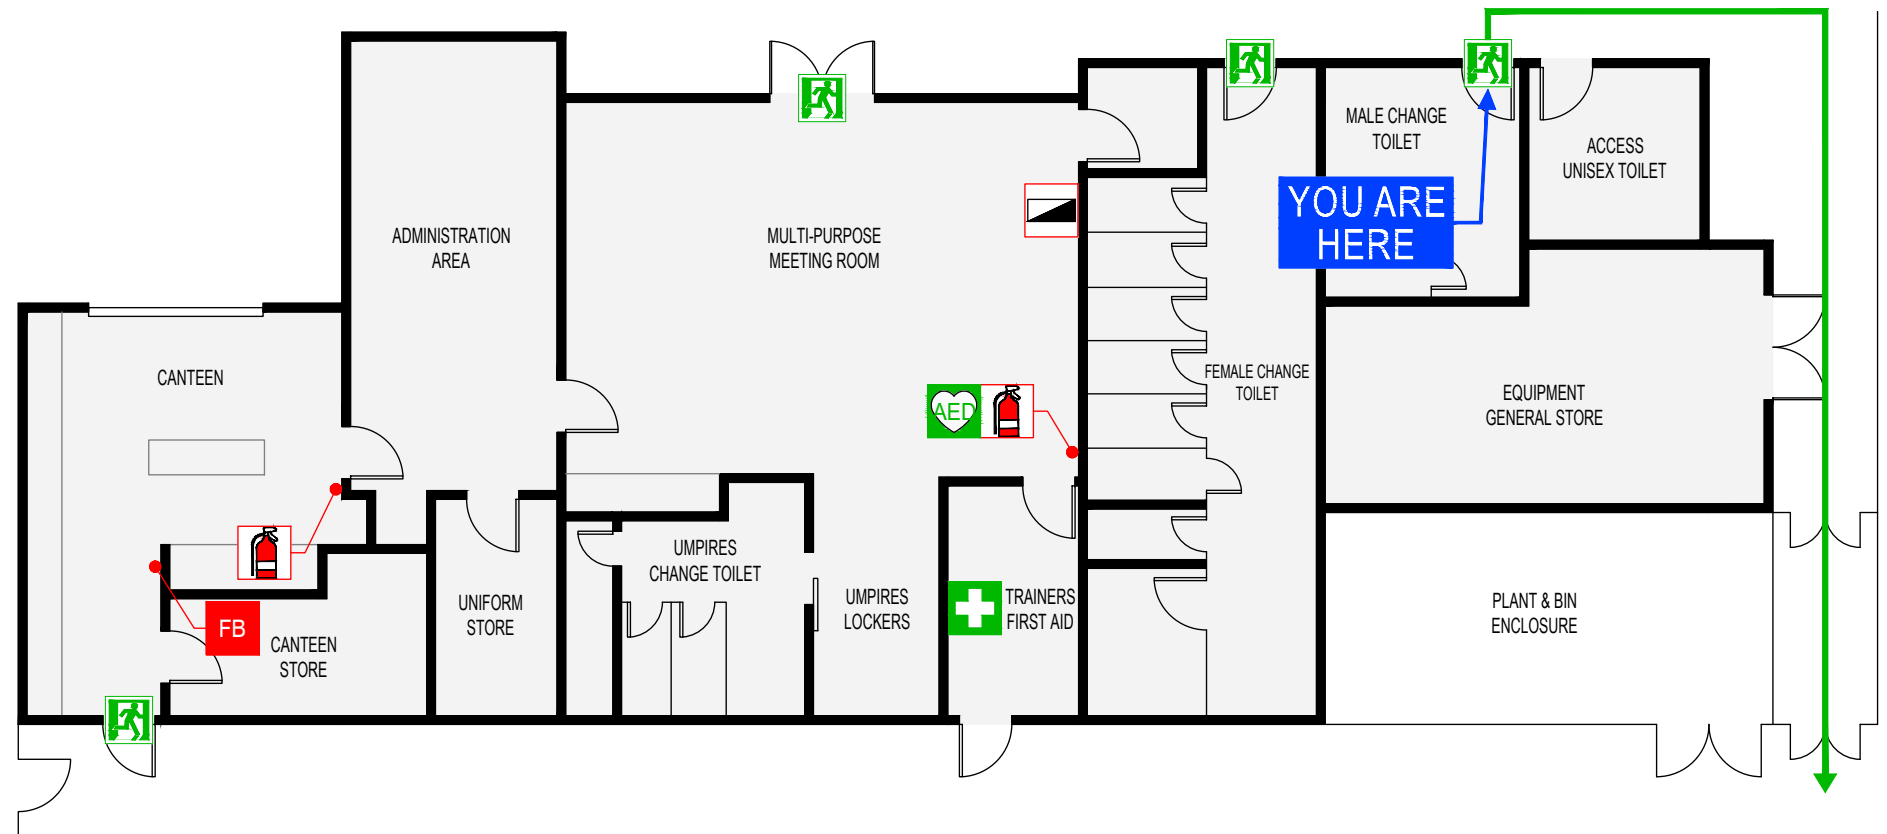 MALE CHANGE
TOILET
ACCESS
UNISEX TOILET
YOU ARE
HERE
ADMINISTRATION
AREA
MULTI-PURPOSE
MEETING ROOM
CANTEEN
FEMALE CHANGE
TOILET
EQUIPMENT
GENERAL STORE
AED
UMPIRES
CHANGE TOILET
UNIFORM
STORE
UMPIRES
LOCKERS
TRAINERS
FIRST AID
PLANT & BIN
ENCLOSURE
FB
CANTEEN
STORE